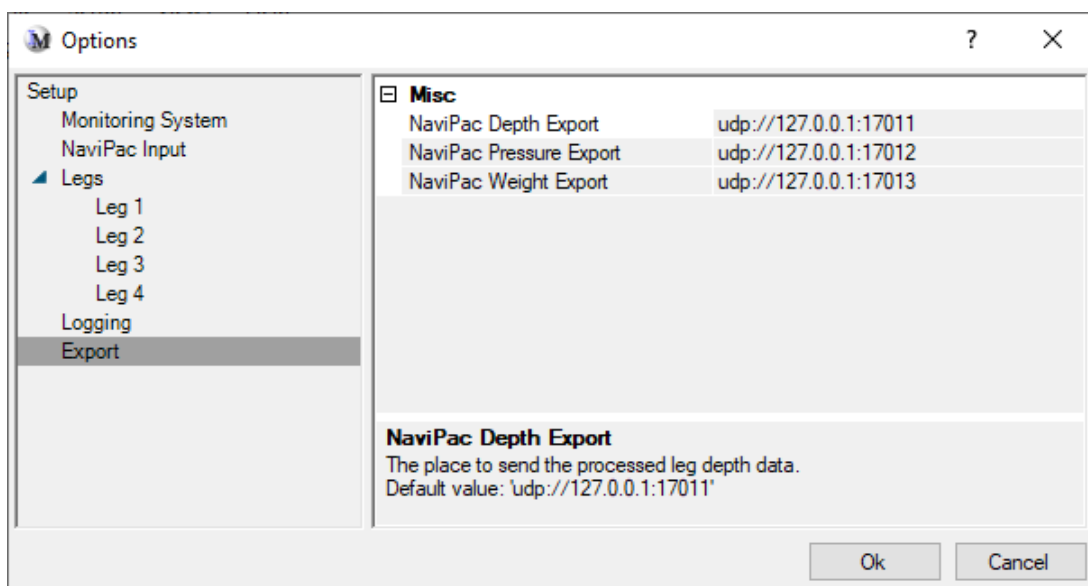 Options
?
Setup
Monitoring System
NaviPac Input
Legs
Leg 1
Leg 2
Leg 3
Leg 4
Logging
Export
Misc
NaviPac Depth Export udp://127.0.0.1:17011
NaviPac Pressure Export udp://127.0.0.1:17012
NaviPac Weight Export udp://127.0.0.1:17013
NaviPac Depth Export
The place to send the processed leg depth data.
Default value: 'udp://127.0.0.1:17011'
Ok Cancel